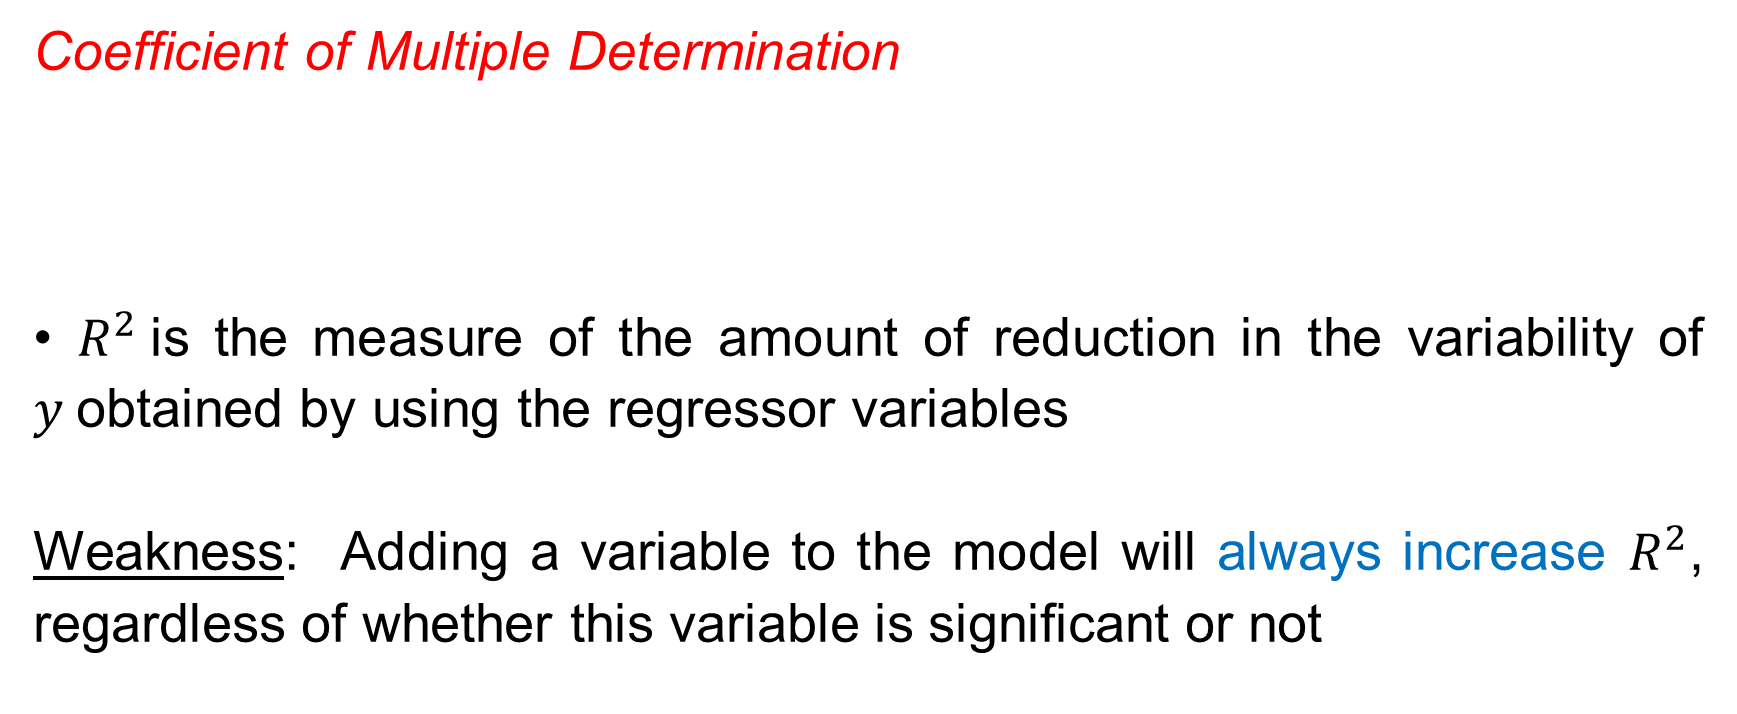 Coefficient of Multiple Determination
• R² is the measure of the amount of reduction in the variability of
y obtained by using the regressor variables
Weakness: Adding a variable to the model will always increase R²,
regardless of whether this variable is significant or not